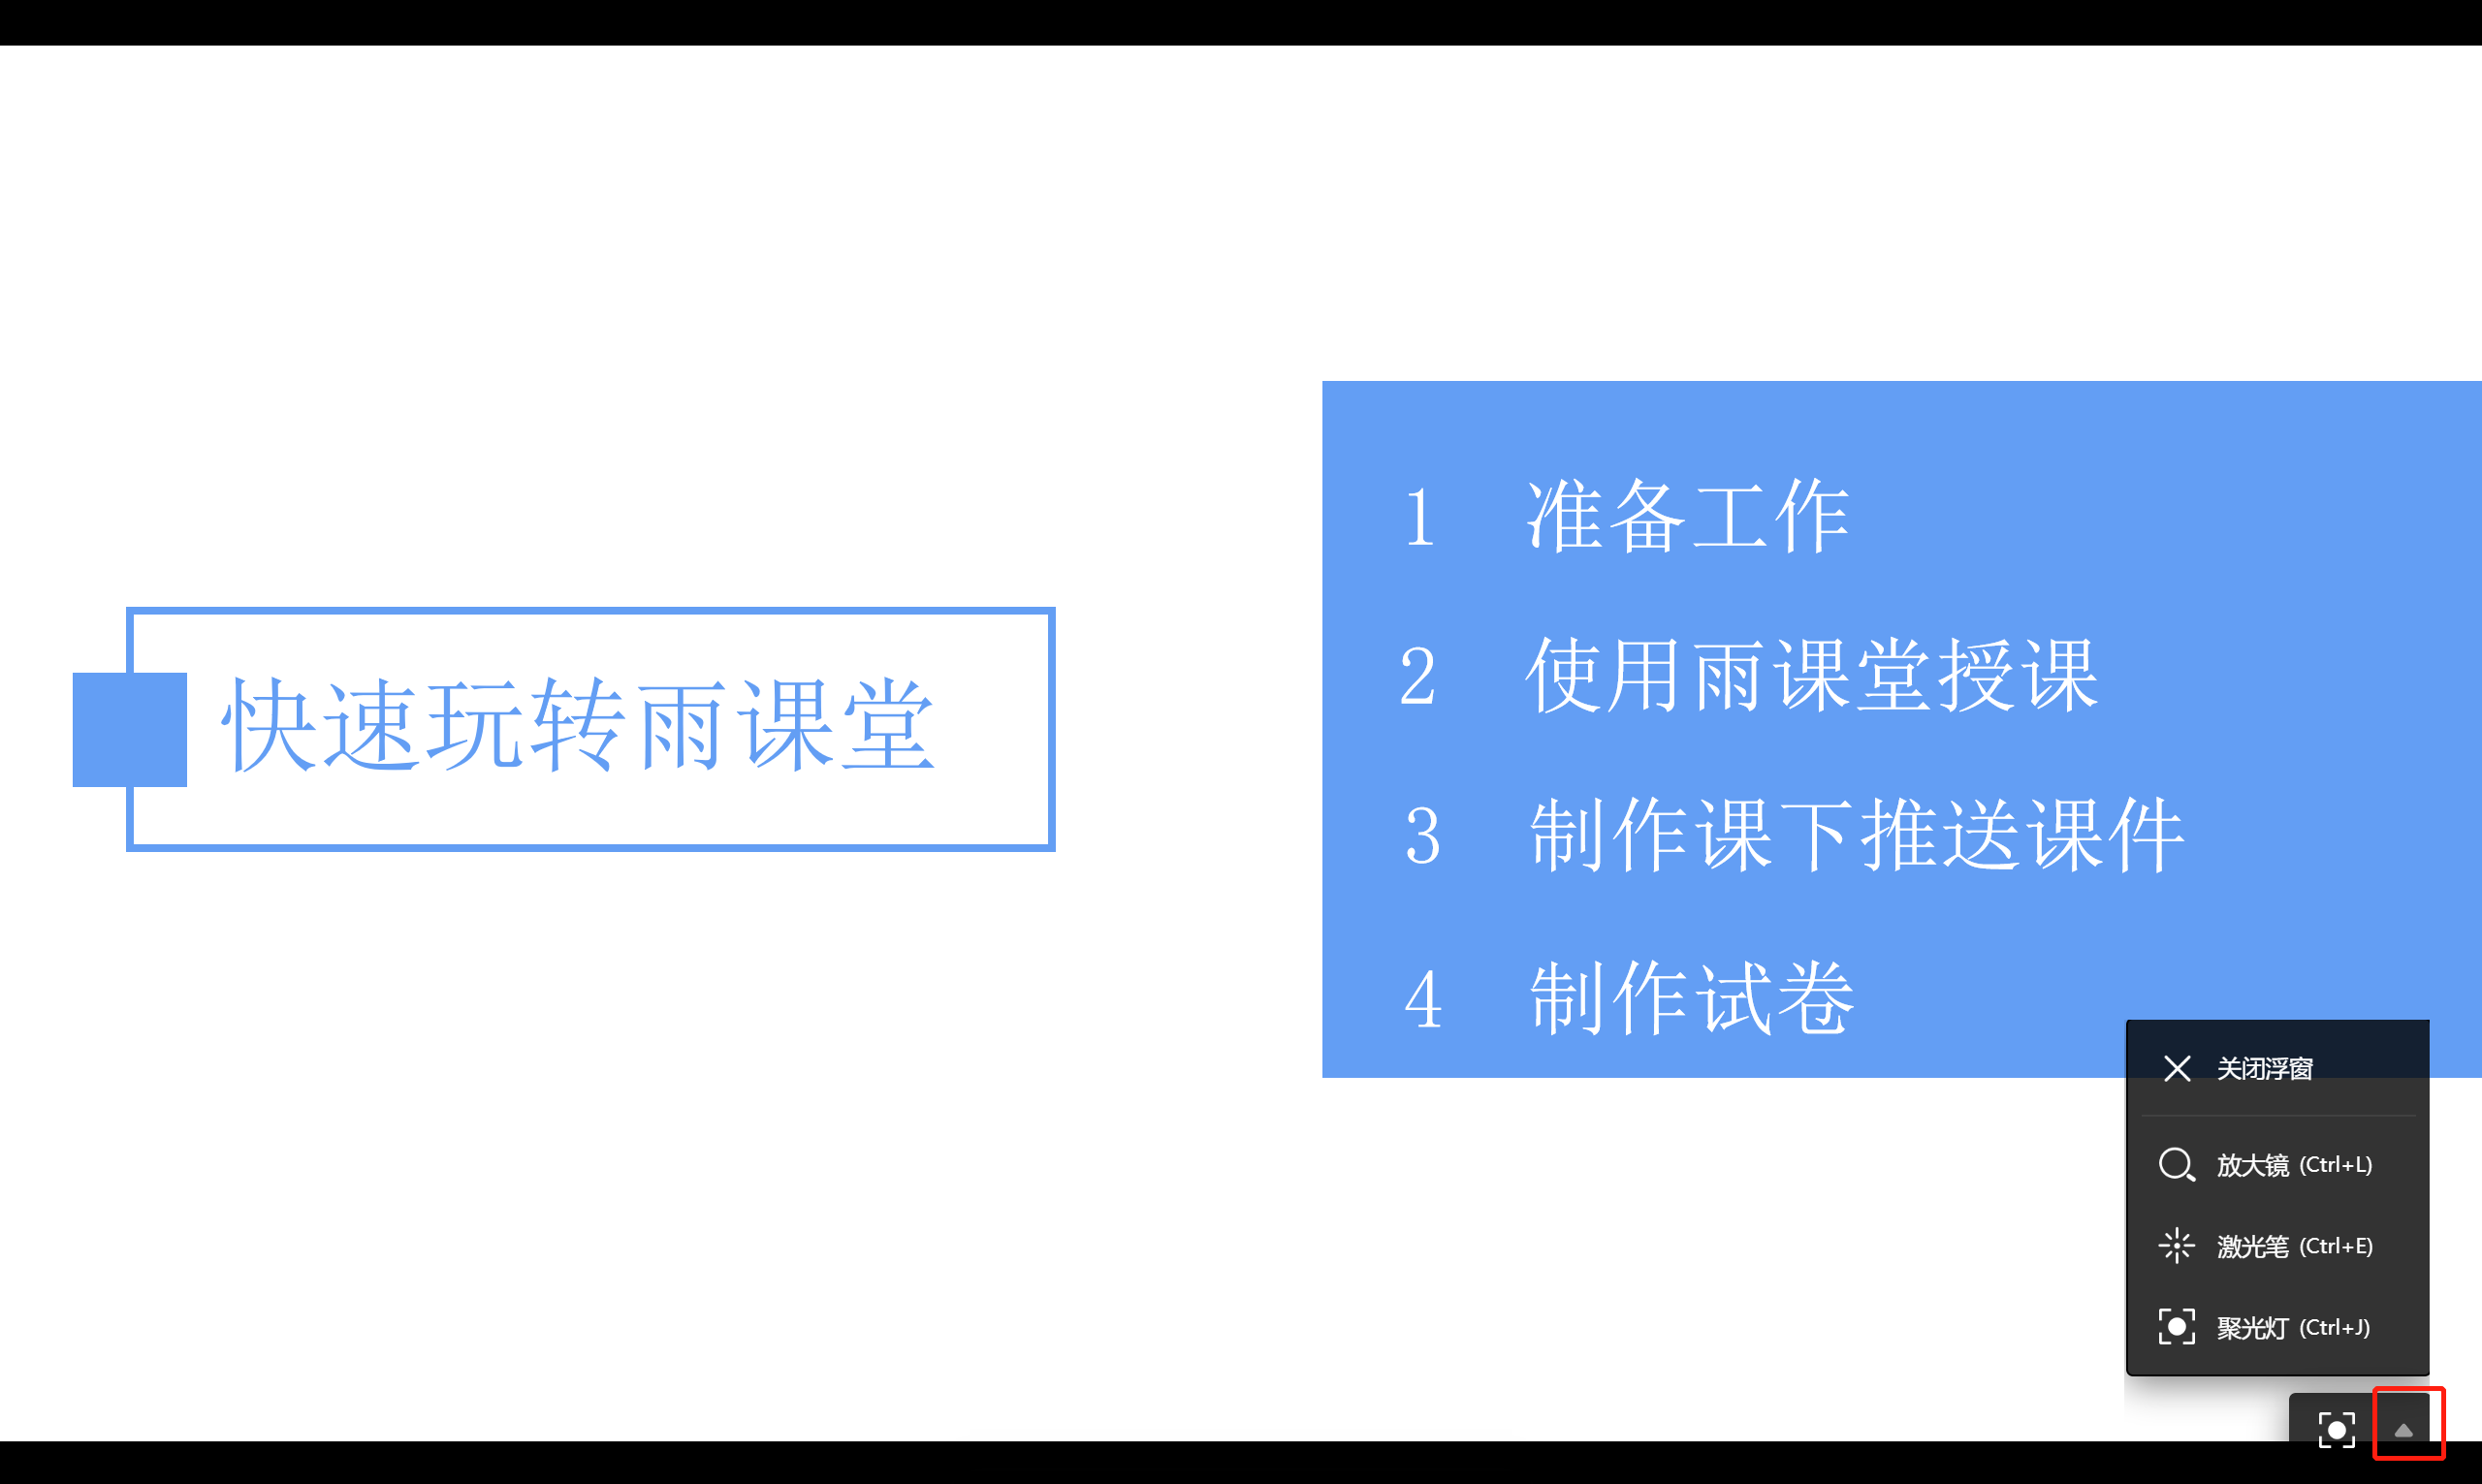 快速玩转雨课堂
1 准备工作
2 使用雨课堂授课
3 制作课下推送课件
4 制作试卷
关闭浮窗
放大镜 (Ctrl+L)
激光笔 (Ctrl+E)
聚光灯 (Ctrl+J)